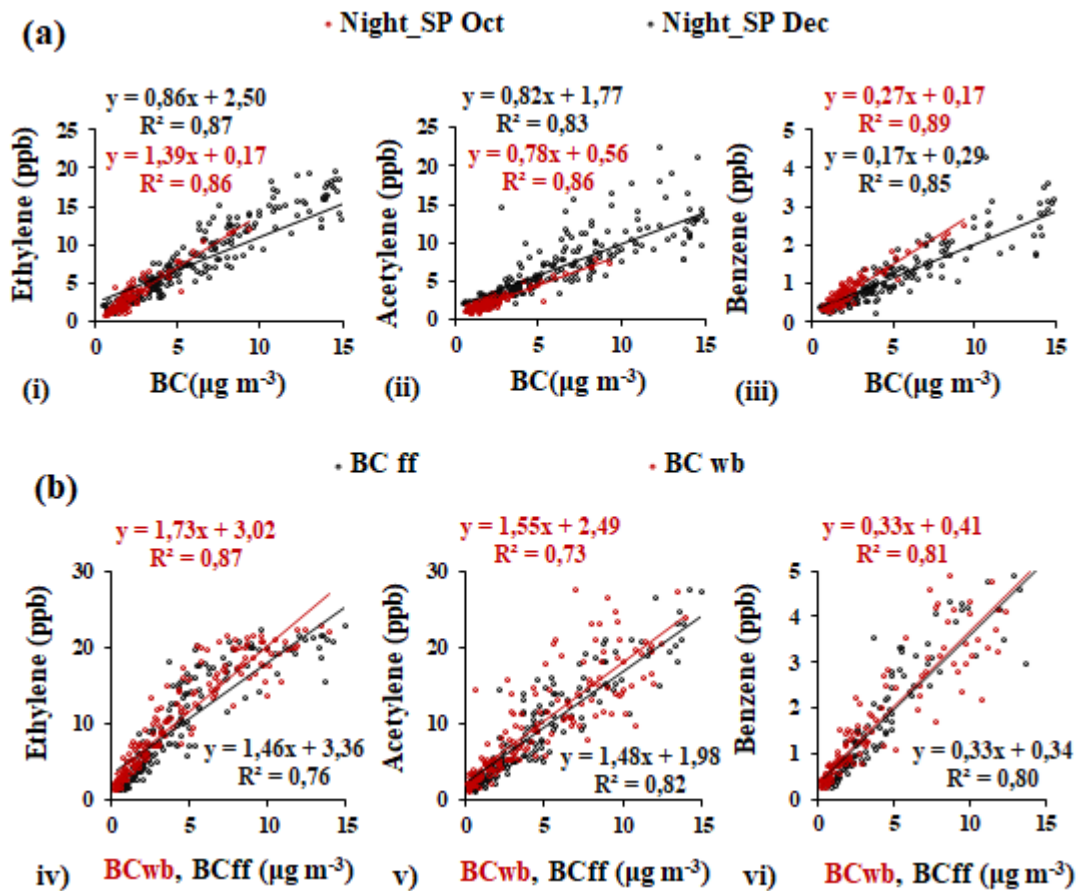 (a)
Night_SP Oct
Night_SP Dec
y = 0,86x + 2,50
R² = 0,87
y = 1,39x + 0,17
R² = 0,86
Ethylene (ppb)
25
20
15
10
5
0
0 5 10 15
(i)
BC(μg m⁻³)
y = 0,82x + 1,77
R² = 0,83
y = 0,78x + 0,56
R² = 0,86
Acetylene (ppb)
25
20
15
10
5
0
0 5 10 15
(ii)
BC(μg m⁻³)
y = 0,27x + 0,17
R² = 0,89
y = 0,17x + 0,29
R² = 0,85
Benzene (ppb)
5
4
3
2
1
0
0 5 10 15
(iii)
BC(μg m⁻³)
(b)
BC ff
BC wb
y = 1,73x + 3,02
R² = 0,87
Ethylene (ppb)
30
20
10
0
y = 1,46x + 3,36
R² = 0,76
0 5 10 15
iv)
BCwb, BCff (μg m⁻³)
y = 1,55x + 2,49
R² = 0,73
Acetylene (ppb)
30
20
10
0
y = 1,48x + 1,98
R² = 0,82
0 5 10 15
v)
BCwb, BCff (μg m⁻³)
y = 0,33x + 0,41
R² = 0,81
Benzene (ppb)
5
4
3
2
1
0
y = 0,33x + 0,34
R² = 0,80
0 5 10 15
vi)
BCwb, BCff (μg m⁻³)